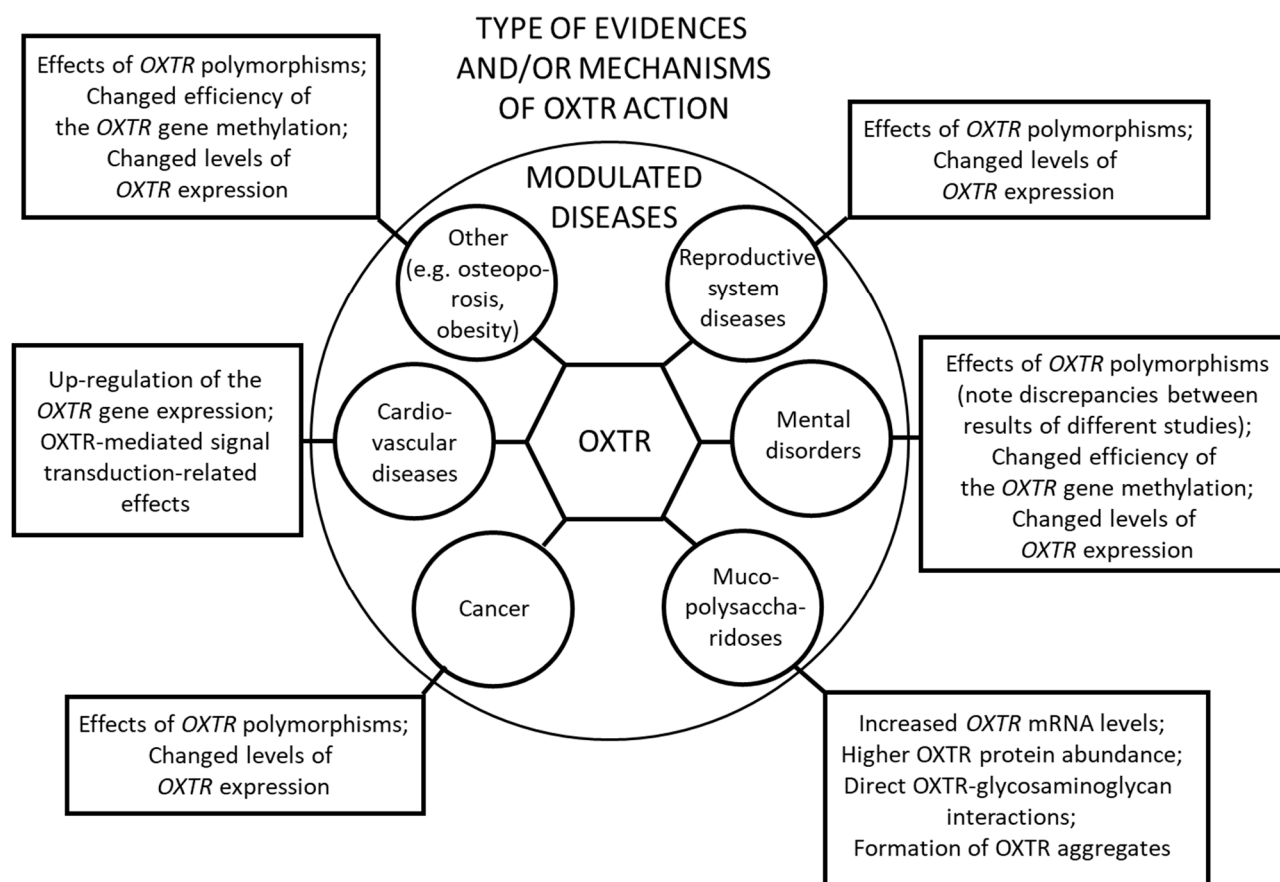 TYPE OF EVIDENCES
AND/OR MECHANISMS
OF OXTR ACTION
MODULATED
DISEASES
Effects of OXTR polymorphisms;
Changed efficiency of
the OXTR gene methylation;
Changed levels of
OXTR expression
Other
(e.g. osteopo-
rosis,
obesity)
Effects of OXTR polymorphisms;
Changed levels of
OXTR expression
Reproductive
system
diseases
Up-regulation of the
OXTR gene expression;
OXTR-mediated signal
transduction-related
effects
Cardio-
vascular
diseases
OXTR
Mental
disorders
Effects of OXTR polymorphisms
(note discrepancies between
results of different studies);
Changed efficiency of
the OXTR gene methylation;
Changed levels of
OXTR expression
Cancer
Effects of OXTR polymorphisms;
Changed levels of
OXTR expression
Muco-
polysaccha-
ridoses
Increased OXTR mRNA levels;
Higher OXTR protein abundance;
Direct OXTR-glycosaminoglycan
interactions;
Formation of OXTR aggregates